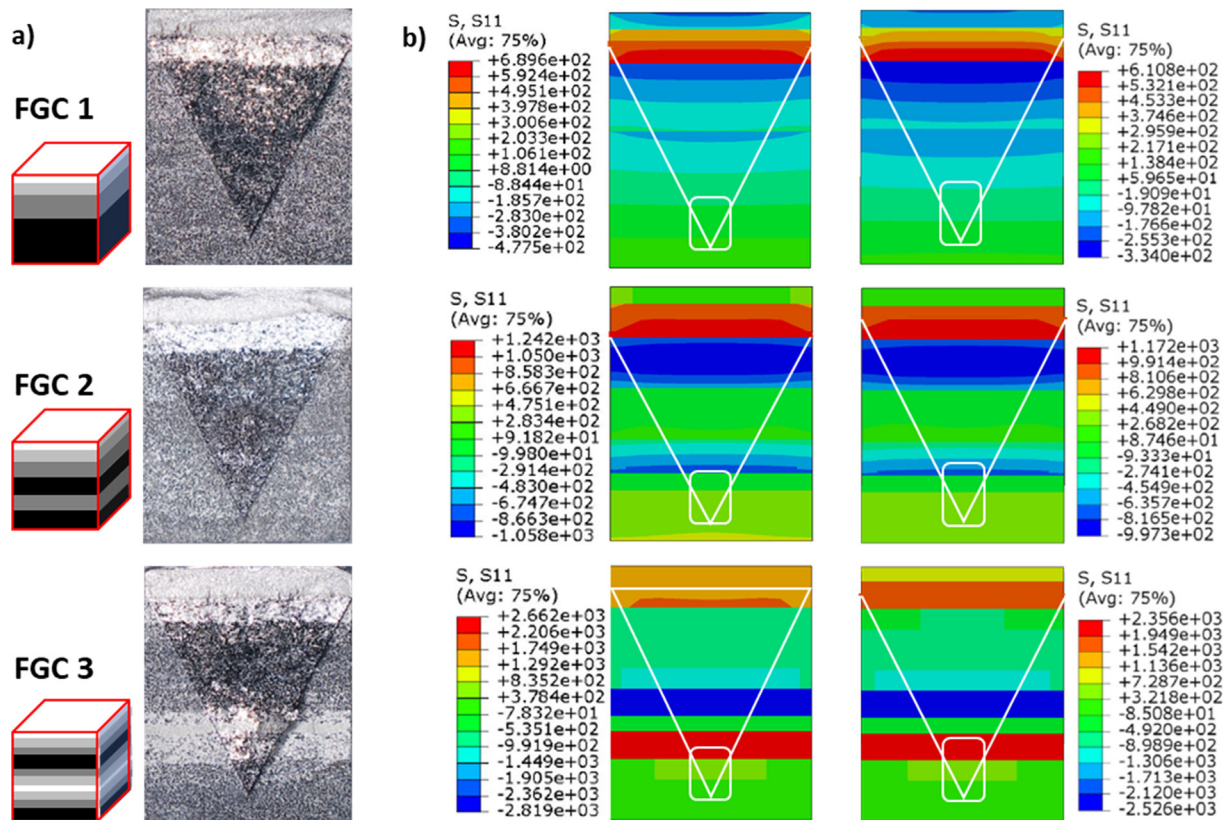 a)
b)
FGC 1
S, S11
(Avg: 75%)
+6.896e+02
+5.924e+02
+4.951e+02
+3.978e+02
+3.006e+02
+2.033e+02
+1.061e+02
+8.814e+00
-8.844e+01
-1.857e+02
-2.830e+02
-3.802e+02
-4.775e+02
S, S11
(Avg: 75%)
+6.108e+02
+5.321e+02
+4.533e+02
+3.746e+02
+2.959e+02
+2.171e+02
+1.384e+02
+5.965e+01
-1.909e+01
-9.782e+01
-1.766e+02
-2.553e+02
-3.340e+02
FGC 2
S, S11
(Avg: 75%)
+1.242e+03
+1.050e+03
+8.583e+02
+6.667e+02
+4.751e+02
+2.834e+02
+9.182e+01
-9.980e+01
-2.914e+02
-4.830e+02
-6.747e+02
-8.663e+02
-1.058e+03
S, S11
(Avg: 75%)
+1.172e+03
+9.914e+02
+8.106e+02
+6.298e+02
+4.490e+02
+2.682e+02
+8.746e+01
-9.333e+01
-2.741e+02
-4.549e+02
-6.357e+02
-8.165e+02
-9.973e+02
FGC 3
S, S11
(Avg: 75%)
+2.662e+03
+2.206e+03
+1.749e+03
+1.292e+03
+8.352e+02
+3.784e+02
-7.832e+01
-5.351e+02
-9.919e+02
-1.449e+03
-1.905e+03
-2.362e+03
-2.819e+03
S, S11
(Avg: 75%)
+2.356e+03
+1.949e+03
+1.542e+03
+1.136e+03
+7.287e+02
+3.218e+02
-8.508e+01
-4.920e+02
-8.989e+02
-1.306e+03
-1.713e+03
-2.120e+03
-2.526e+03